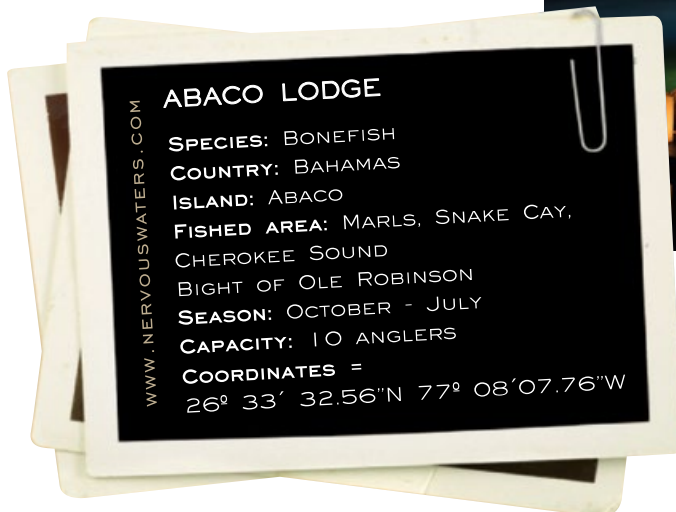 ABACO LODGE
SPECIES: BONEFISH
COUNTRY: BAHAMAS
ISLAND: ABACO
FISHED AREA: MARLS, SNAKE CAY,
CHEROKEE SOUND
BIGHT OF OLE ROBINSON
SEASON: OCTOBER - JULY
CAPACITY: 10 ANGLERS
COORDINATES =
26º 33´ 32.56”N 77º 08´07.76”W
WWW.NERVOUSWATERS.COM